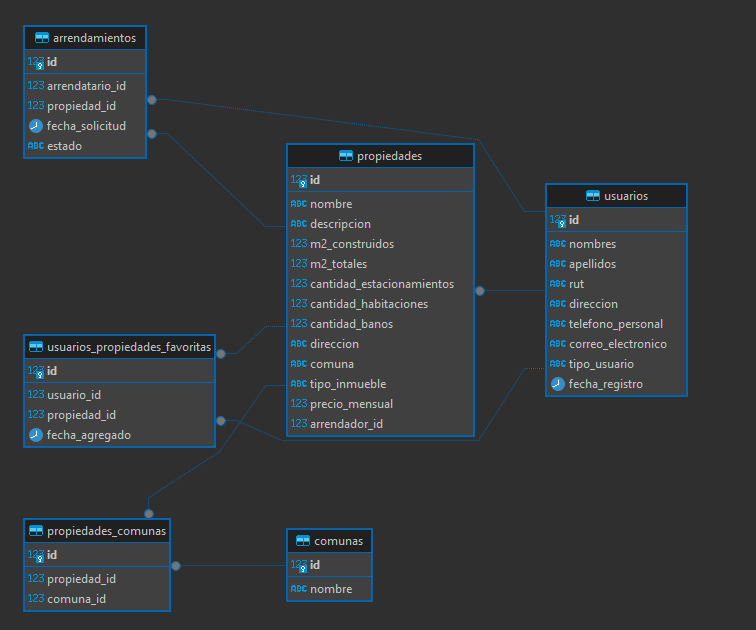 arrendamientos
123 id
123 arrendatario_id
123 propiedad_id
fecha_solicitud
ABC estado
propiedades
123 id
ABC nombre
ABC descripcion
123 m2_construidos
123 m2_totales
123 cantidad_estacionamientos
123 cantidad_habitaciones
123 cantidad_banos
ABC direccion
ABC comuna
ABC tipo_inmueble
123 precio_mensual
123 arrendador_id
usuarios
123 id
ABC nombres
ABC apellidos
ABC rut
ABC direccion
ABC telefono_personal
ABC correo_electronico
ABC tipo_usuario
fecha_registro
usuarios_propiedades_favoritas
123 id
123 usuario_id
123 propiedad_id
fecha_agregado
propiedades_comunas
123 id
123 propiedad_id
123 comuna_id
comunas
123 id
ABC nombre